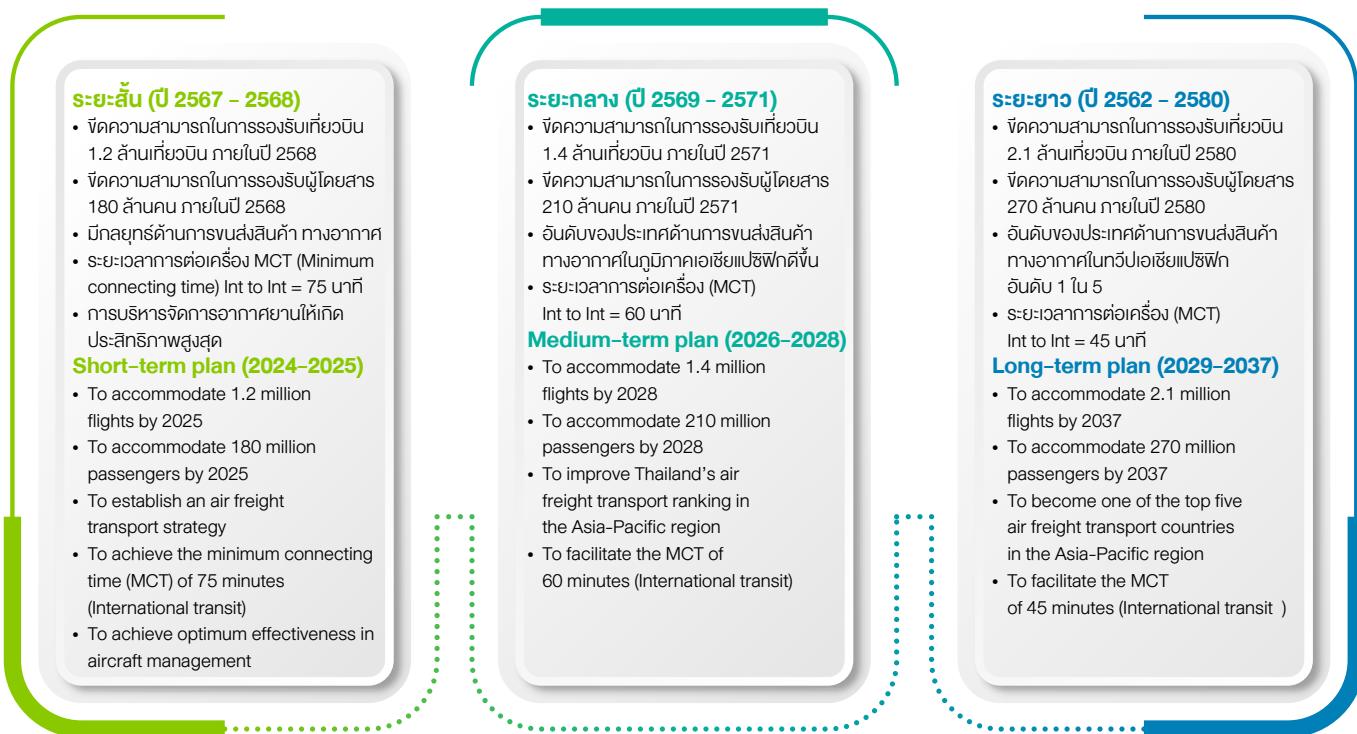 ระยะสั้น (ปี 2567 - 2568)
• ขีดความสามารถในการรองรับเที่ยวบิน
1.2 ล้านเที่ยวบิน ภายในปี 2568
• ขีดความสามารถในการรองรับผู้โดยสาร
180 ล้านคน ภายในปี 2568
• มีกลยุทธ์ด้านการขนส่งสินค้า ทางอากาศ
• ระยะเวลาการต่อเครื่อง MCT (Minimum
connecting time) Int to Int = 75 นาที
• การบริหารจัดการอากาศยานให้เกิด
ประสิทธิภาพสูงสุด
Short-term plan (2024-2025)
• To accommodate 1.2 million
flights by 2025
• To accommodate 180 million
passengers by 2025
• To establish an air freight
transport strategy
• To achieve the minimum connecting
time (MCT) of 75 minutes
(International transit)
• To achieve optimum effectiveness in
aircraft management
ระยะกลาง (ปี 2569 - 2571)
• ขีดความสามารถในการรองรับเที่ยวบิน
1.4 ล้านเที่ยวบิน ภายในปี 2571
• ขีดความสามารถในการรองรับผู้โดยสาร
210 ล้านคน ภายในปี 2571
• อันดับของประเทศด้านการขนส่งสินค้า
ทางอากาศในภูมิภาคเอเชียแปซิฟิกดีขึ้น
• ระยะเวลาการต่อเครื่อง (MCT)
Int to Int = 60 นาที
Medium-term plan (2026-2028)
• To accommodate 1.4 million
flights by 2028
• To accommodate 210 million
passengers by 2028
• To improve Thailand's air
freight transport ranking in
the Asia-Pacific region
• To facilitate the MCT of
60 minutes (International transit)
ระยะยาว (ปี 2562 - 2580)
• ขีดความสามารถในการรองรับเที่ยวบิน
2.1 ล้านเที่ยวบิน ภายในปี 2580
• ขีดความสามารถในการรองรับผู้โดยสาร
270 ล้านคน ภายในปี 2580
• อันดับของประเทศด้านการขนส่งสินค้า
ทางอากาศในทวีปเอเชียแปซิฟิก
อันดับ 1 ใน 5
• ระยะเวลาการต่อเครื่อง (MCT)
Int to Int = 45 นาที
Long-term plan (2029-2037)
• To accommodate 2.1 million
flights by 2037
• To accommodate 270 million
passengers by 2037
• To become one of the top five
air freight transport countries
in the Asia-Pacific region
• To facilitate the MCT
of 45 minutes (International transit )